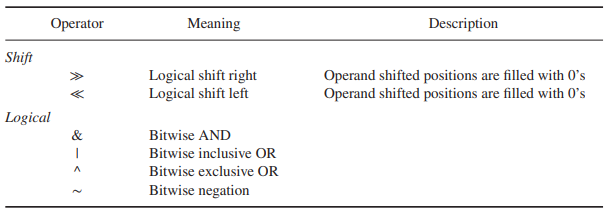 Operator Meaning Description
Shift
≫ Logical shift right Operand shifted positions are filled with 0's
≪ Logical shift left Operand shifted positions are filled with 0's
Logical
& Bitwise AND
| Bitwise inclusive OR
^ Bitwise exclusive OR
~ Bitwise negation